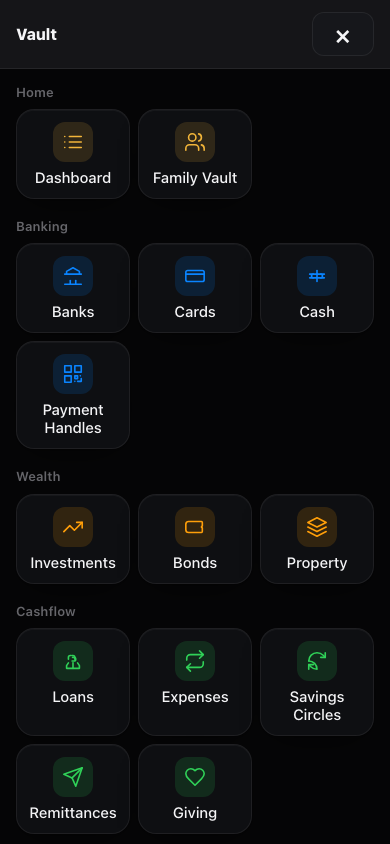 Vault
Home
Dashboard
Family Vault
Banking
Banks
Cards
Cash
Payment
Handles
Wealth
Investments
Bonds
Property
Cashflow
Loans
Expenses
Savings
Circles
Remittances
Giving